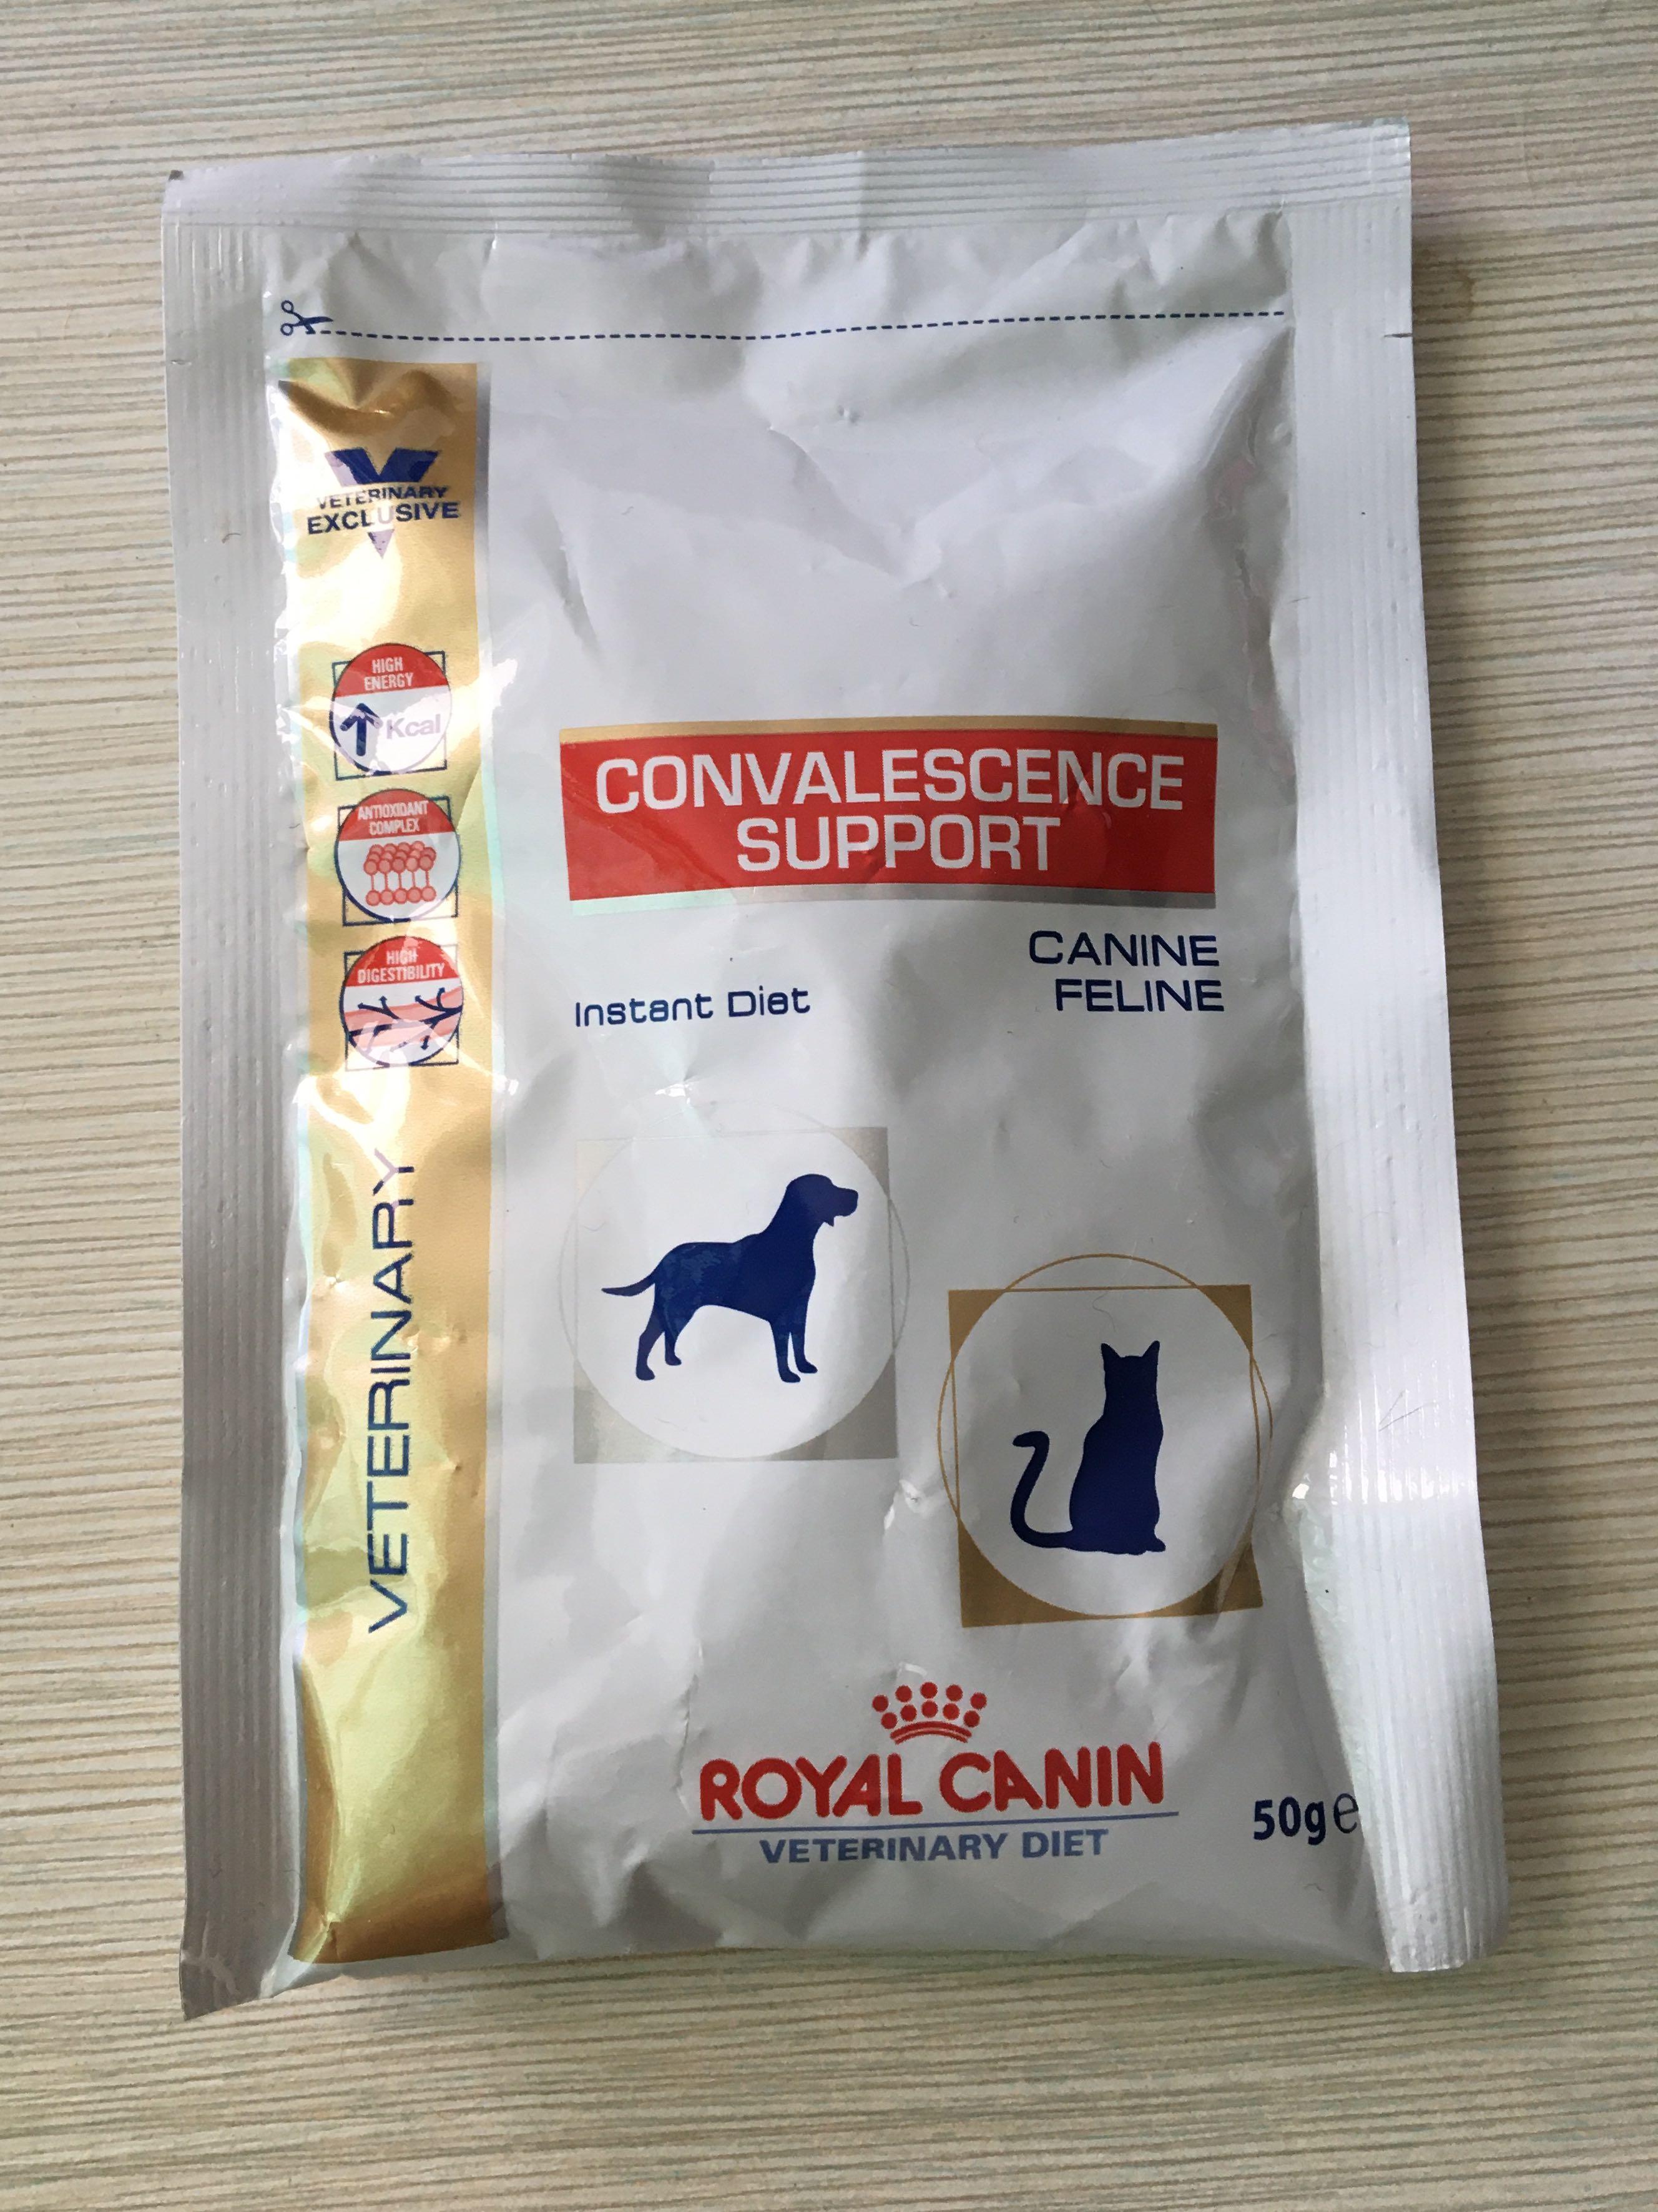 VETERINARY
EXCLUSIVE
HIGH
ENERGY
Kcal
ANTIOXIDANT
COMPLEX
HIGH
DIGESTIBILITY
VETERINARY
CONVALESCENCE
SUPPORT
CANINE
FELINE
Instant Diet
ROYAL CANIN
VETERINARY DIET
50g℮